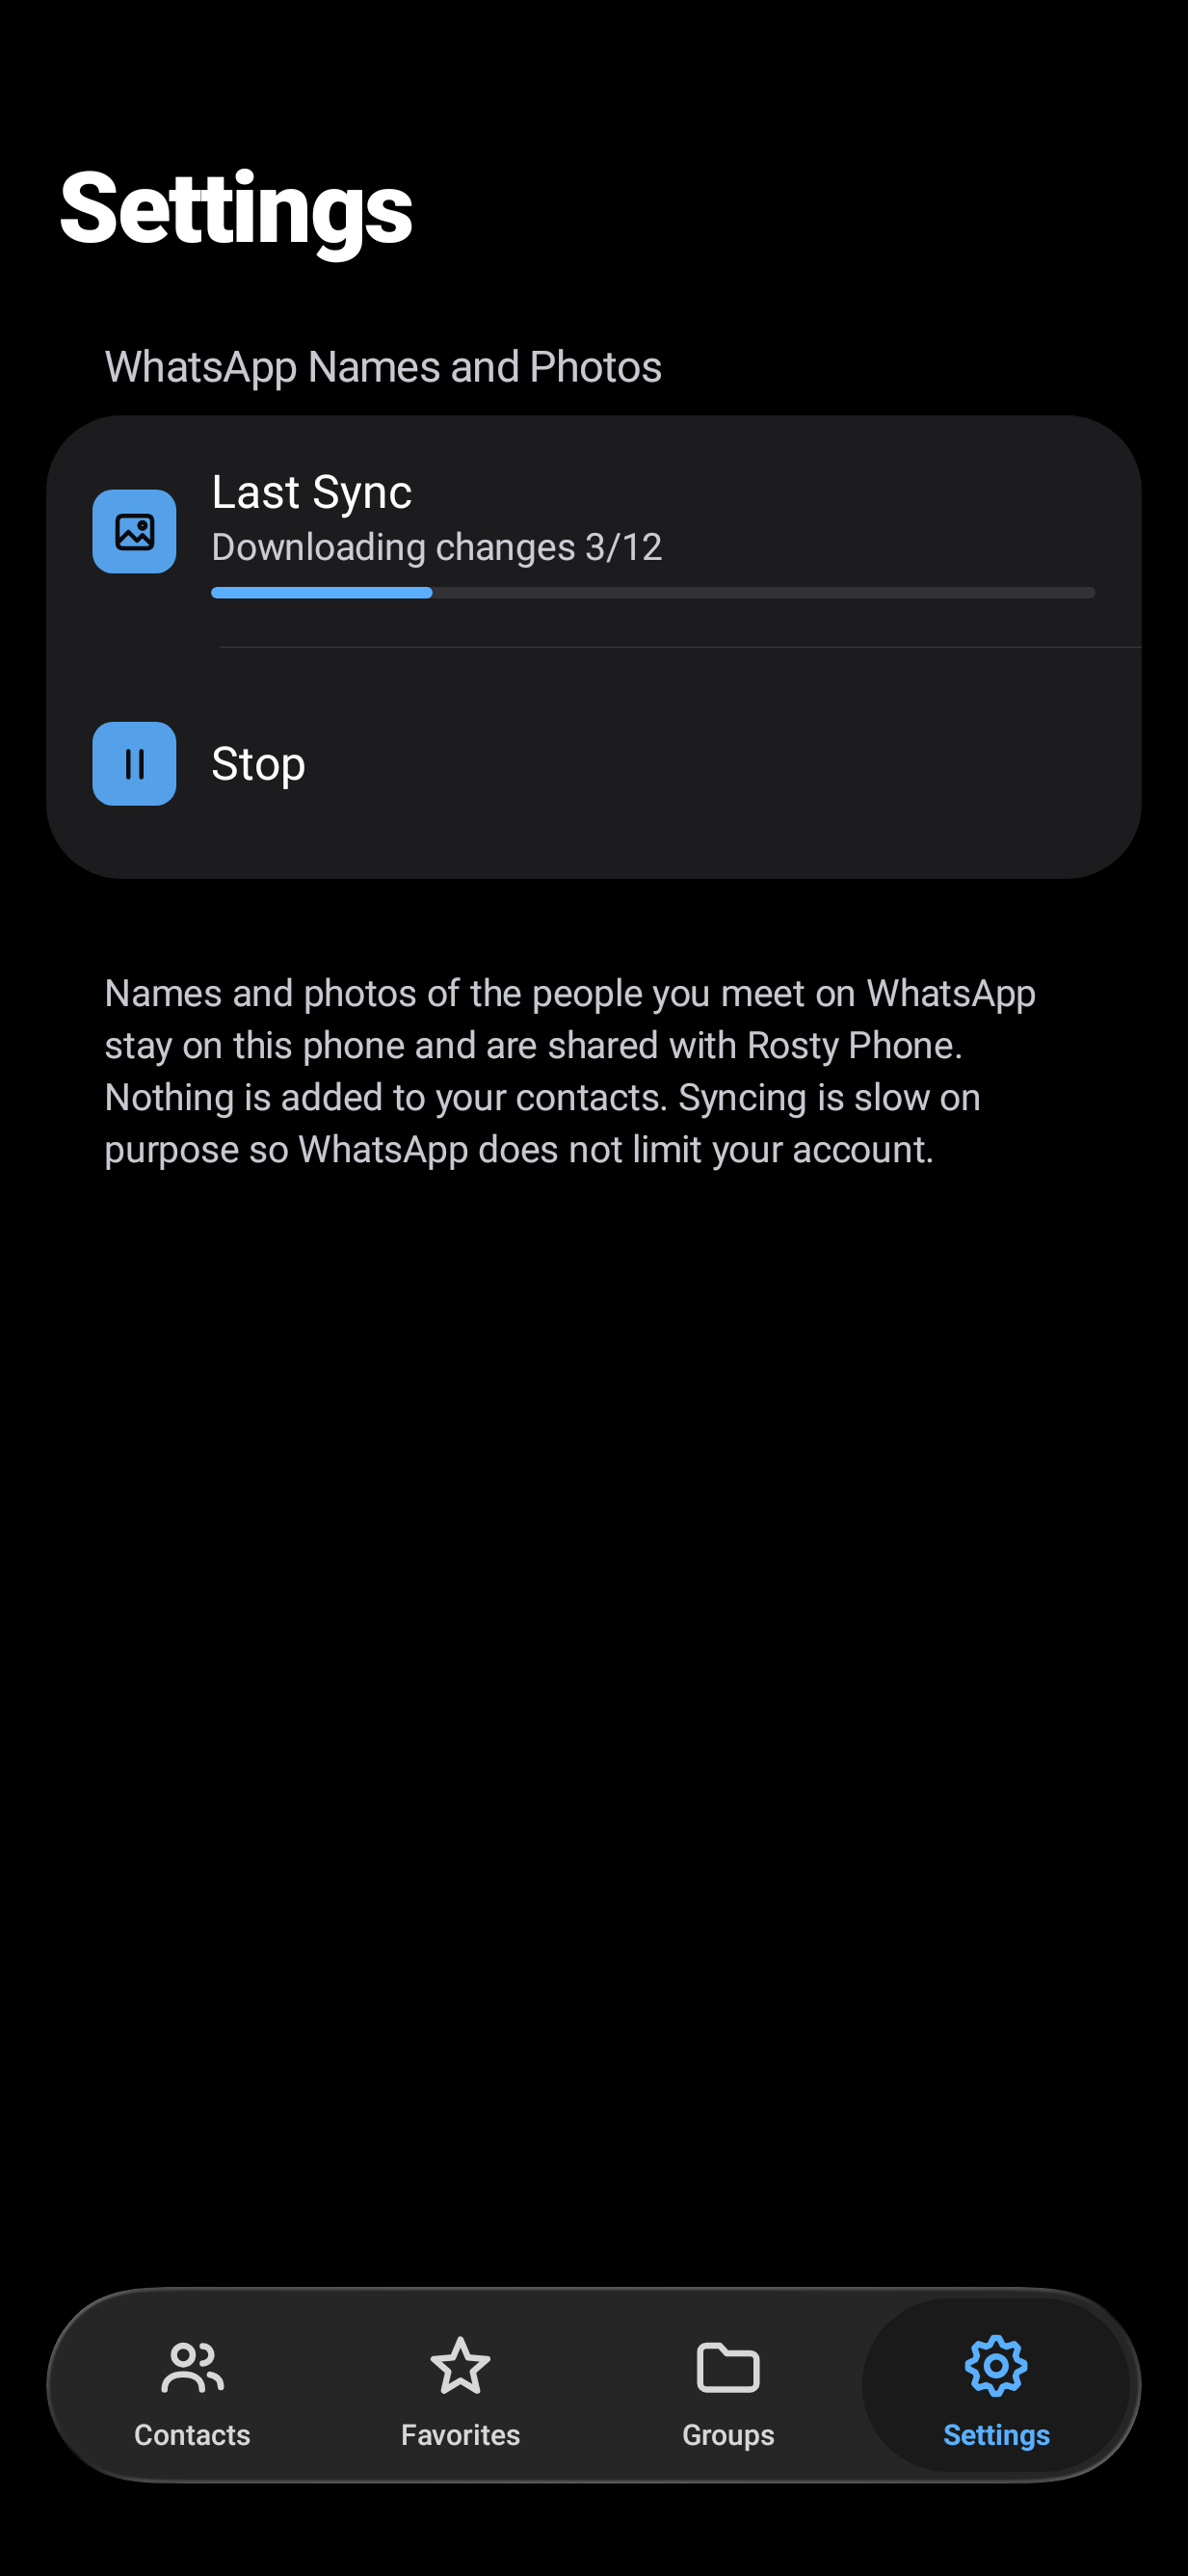 Settings
WhatsApp Names and Photos
Last Sync
Downloading changes 3/12
Stop
Names and photos of the people you meet on WhatsApp
stay on this phone and are shared with Rosty Phone.
Nothing is added to your contacts. Syncing is slow on
purpose so WhatsApp does not limit your account.
Contacts
Favorites
Groups
Settings